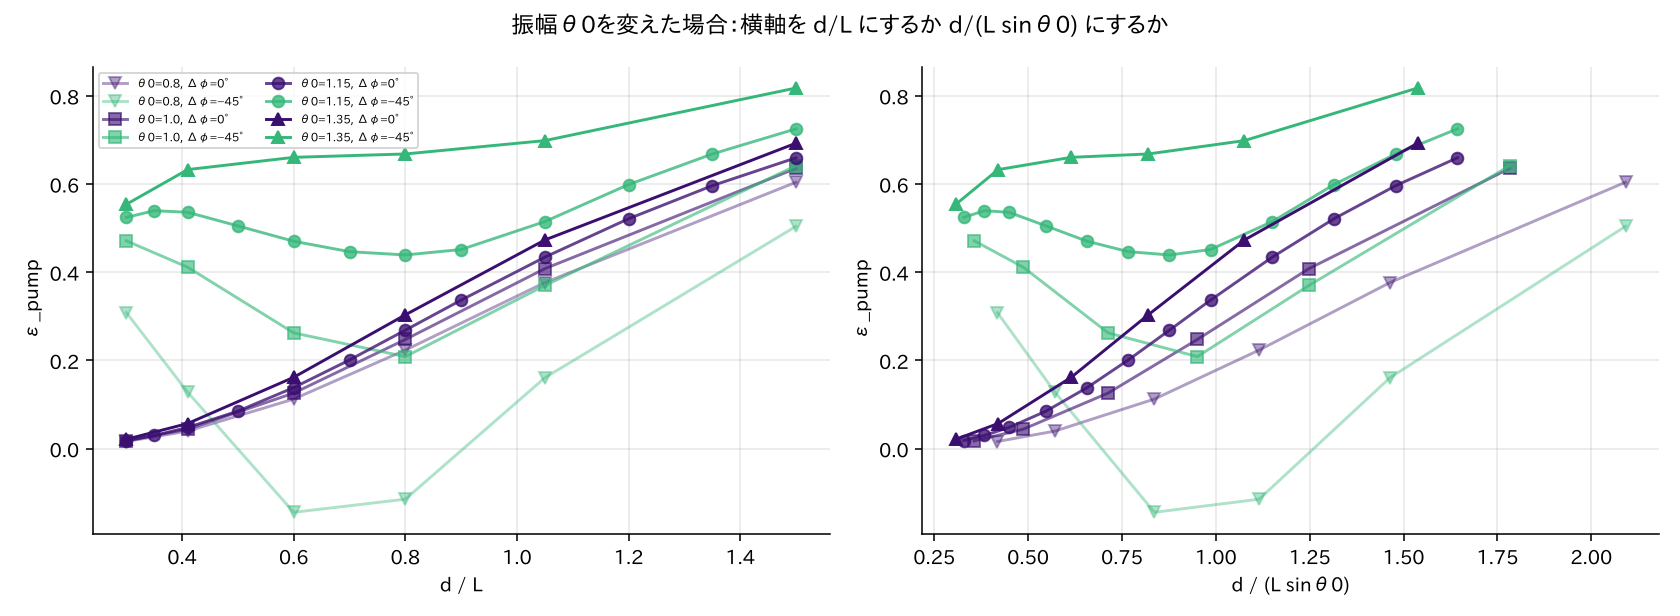 振幅θ0を変えた場合：横軸を d/L にするか d/(L sinθ0) にするか
θ0=0.8, Δφ=0°
θ0=0.8, Δφ=−45°
θ0=1.0, Δφ=0°
θ0=1.0, Δφ=−45°
θ0=1.15, Δφ=0°
θ0=1.15, Δφ=−45°
θ0=1.35, Δφ=0°
θ0=1.35, Δφ=−45°
ε_pump
0.8
0.6
0.4
0.2
0.0
0.4
0.6
0.8
1.0
1.2
1.4
d / L
ε_pump
0.8
0.6
0.4
0.2
0.0
0.25
0.50
0.75
1.00
1.25
1.50
1.75
2.00
d / (L sinθ0)